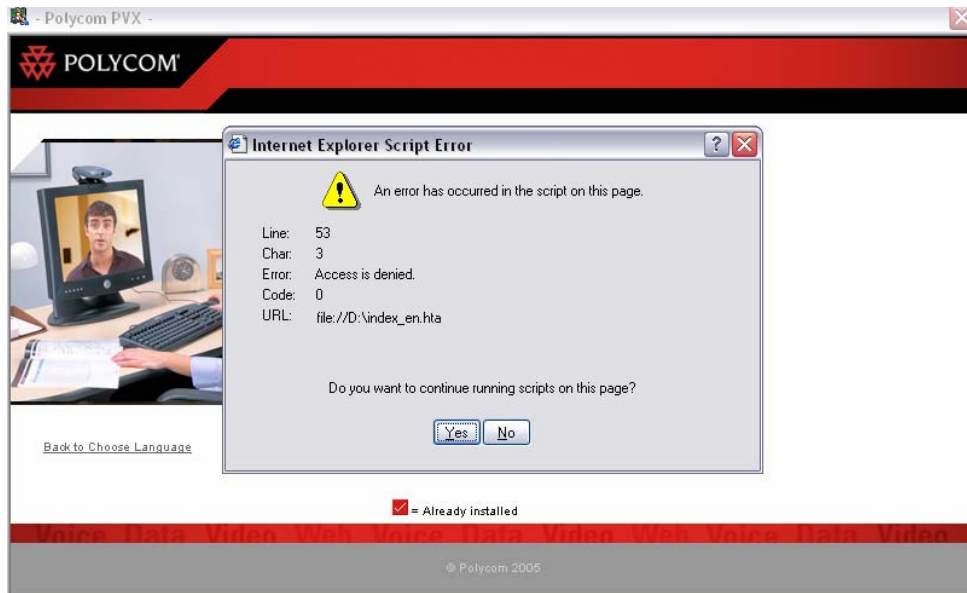 - Polycom PVX -
POLYCOM
Internet Explorer Script Error
An error has occurred in the script on this page.
Line: 53
Char: 3
Error: Access is denied.
Code: 0
URL: file://D:\index_en.hta
Do you want to continue running scripts on this page?
Yes No
Back to Choose Language
= Already installed
Voice Data Video Web Voice Data Video Web Voice Data Video
© Polycom 2005